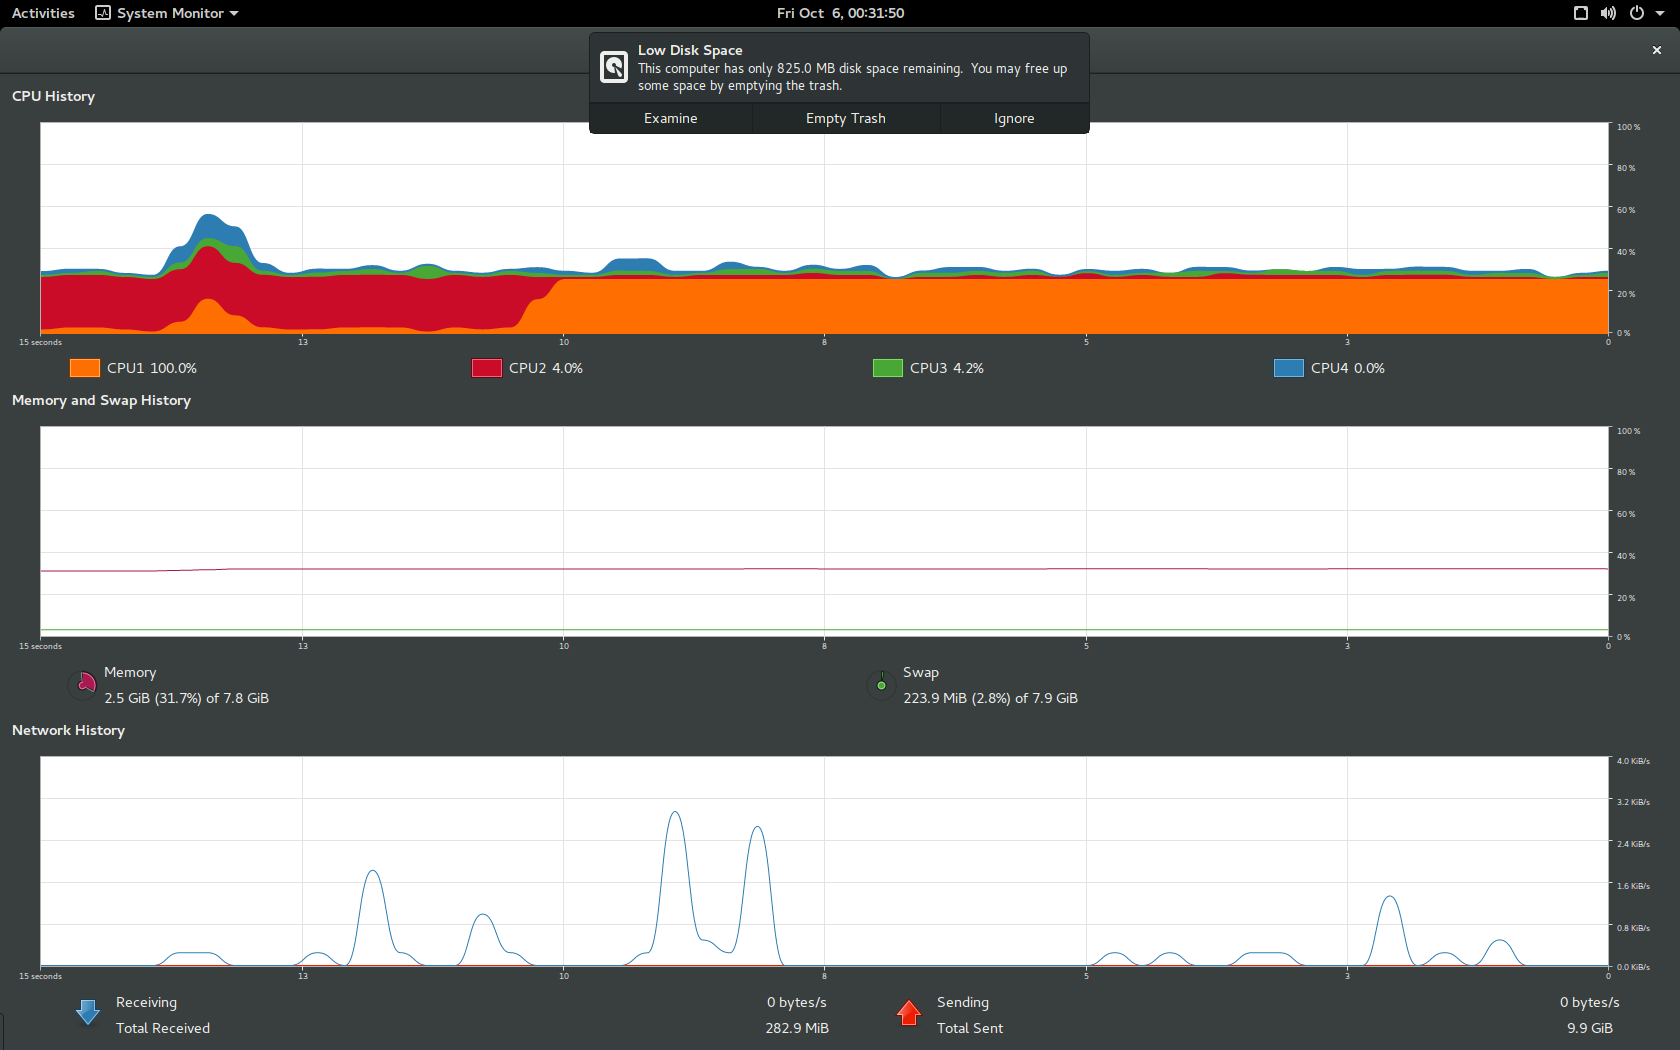 Activities System Monitor Fri Oct 6, 00:31:50
Low Disk Space
This computer has only 825.0 MB disk space remaining. You may free up
some space by emptying the trash.
Examine Empty Trash Ignore
CPU History
100 %
80 %
60 %
40 %
20 %
0 %
15 seconds 13 10 8 5 3 0
CPU1 100.0% CPU2 4.0% CPU3 4.2% CPU4 0.0%
Memory and Swap History
100 %
80 %
60 %
40 %
20 %
0 %
15 seconds 13 10 8 5 3 0
Memory
2.5 GiB (31.7%) of 7.8 GiB
Swap
223.9 MiB (2.8%) of 7.9 GiB
Network History
4.0 KiB/s
3.2 KiB/s
2.4 KiB/s
1.6 KiB/s
0.8 KiB/s
0.0 KiB/s
15 seconds 13 10 8 5 3 0
Receiving 0 bytes/s
Total Received 282.9 MiB
Sending 0 bytes/s
Total Sent 9.9 GiB